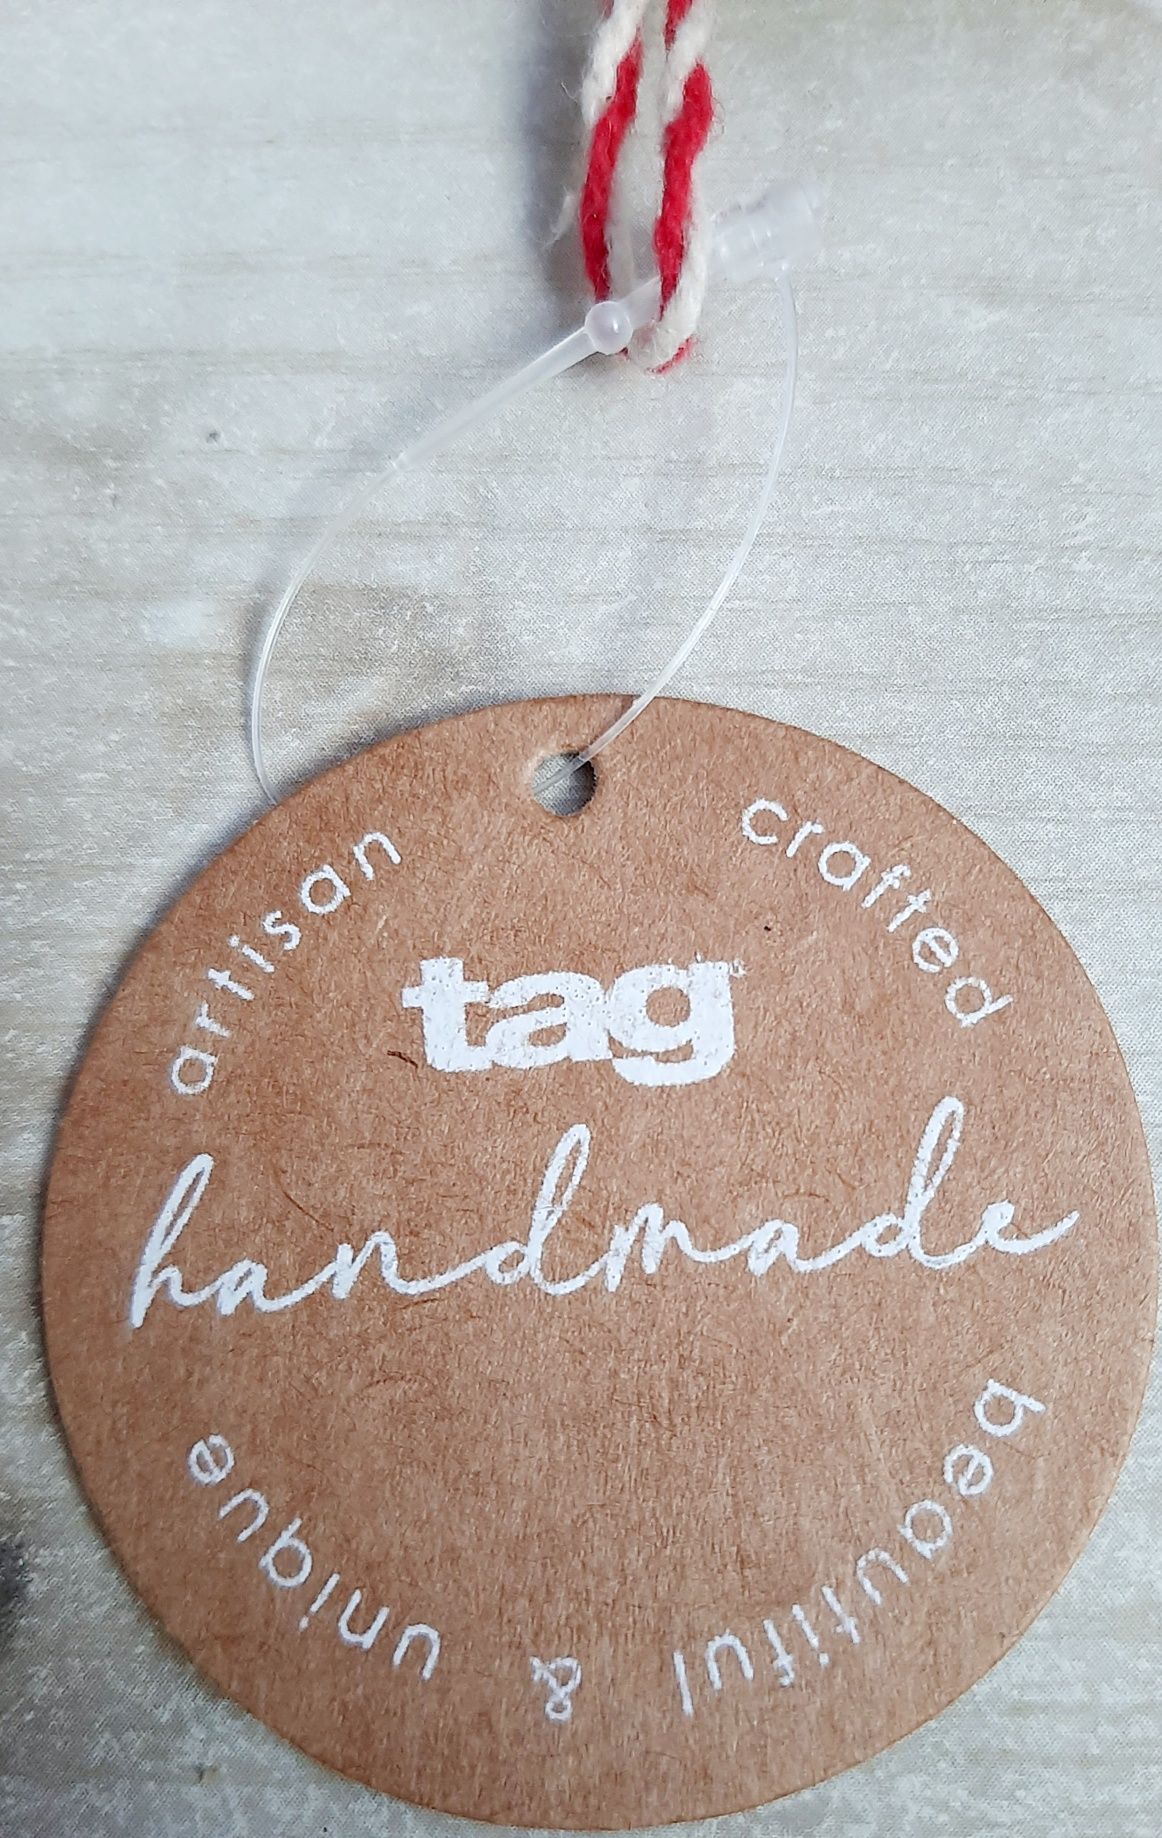 artisan crafted
tag
handmade
beautiful & unique